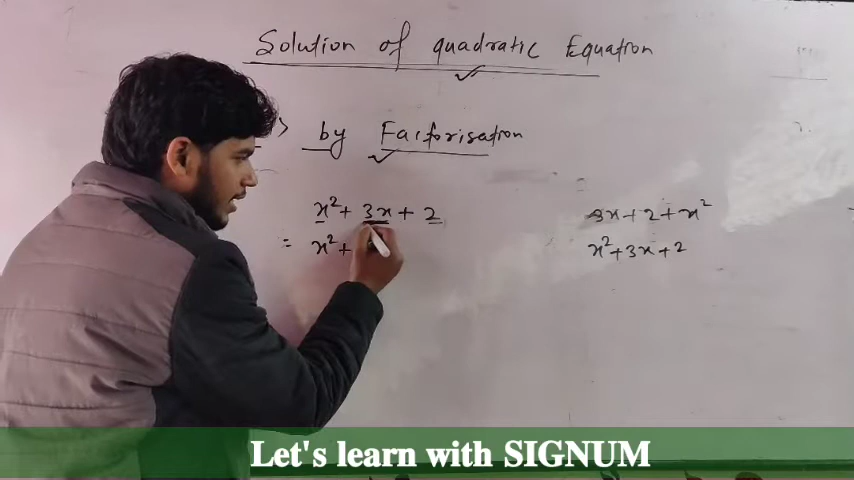 Solution of quadratic Equation
> by Factorisation
x² + 3x + 2
= x² +
3x + 2 + x²
x² + 3x + 2
Let's learn with SIGNUM